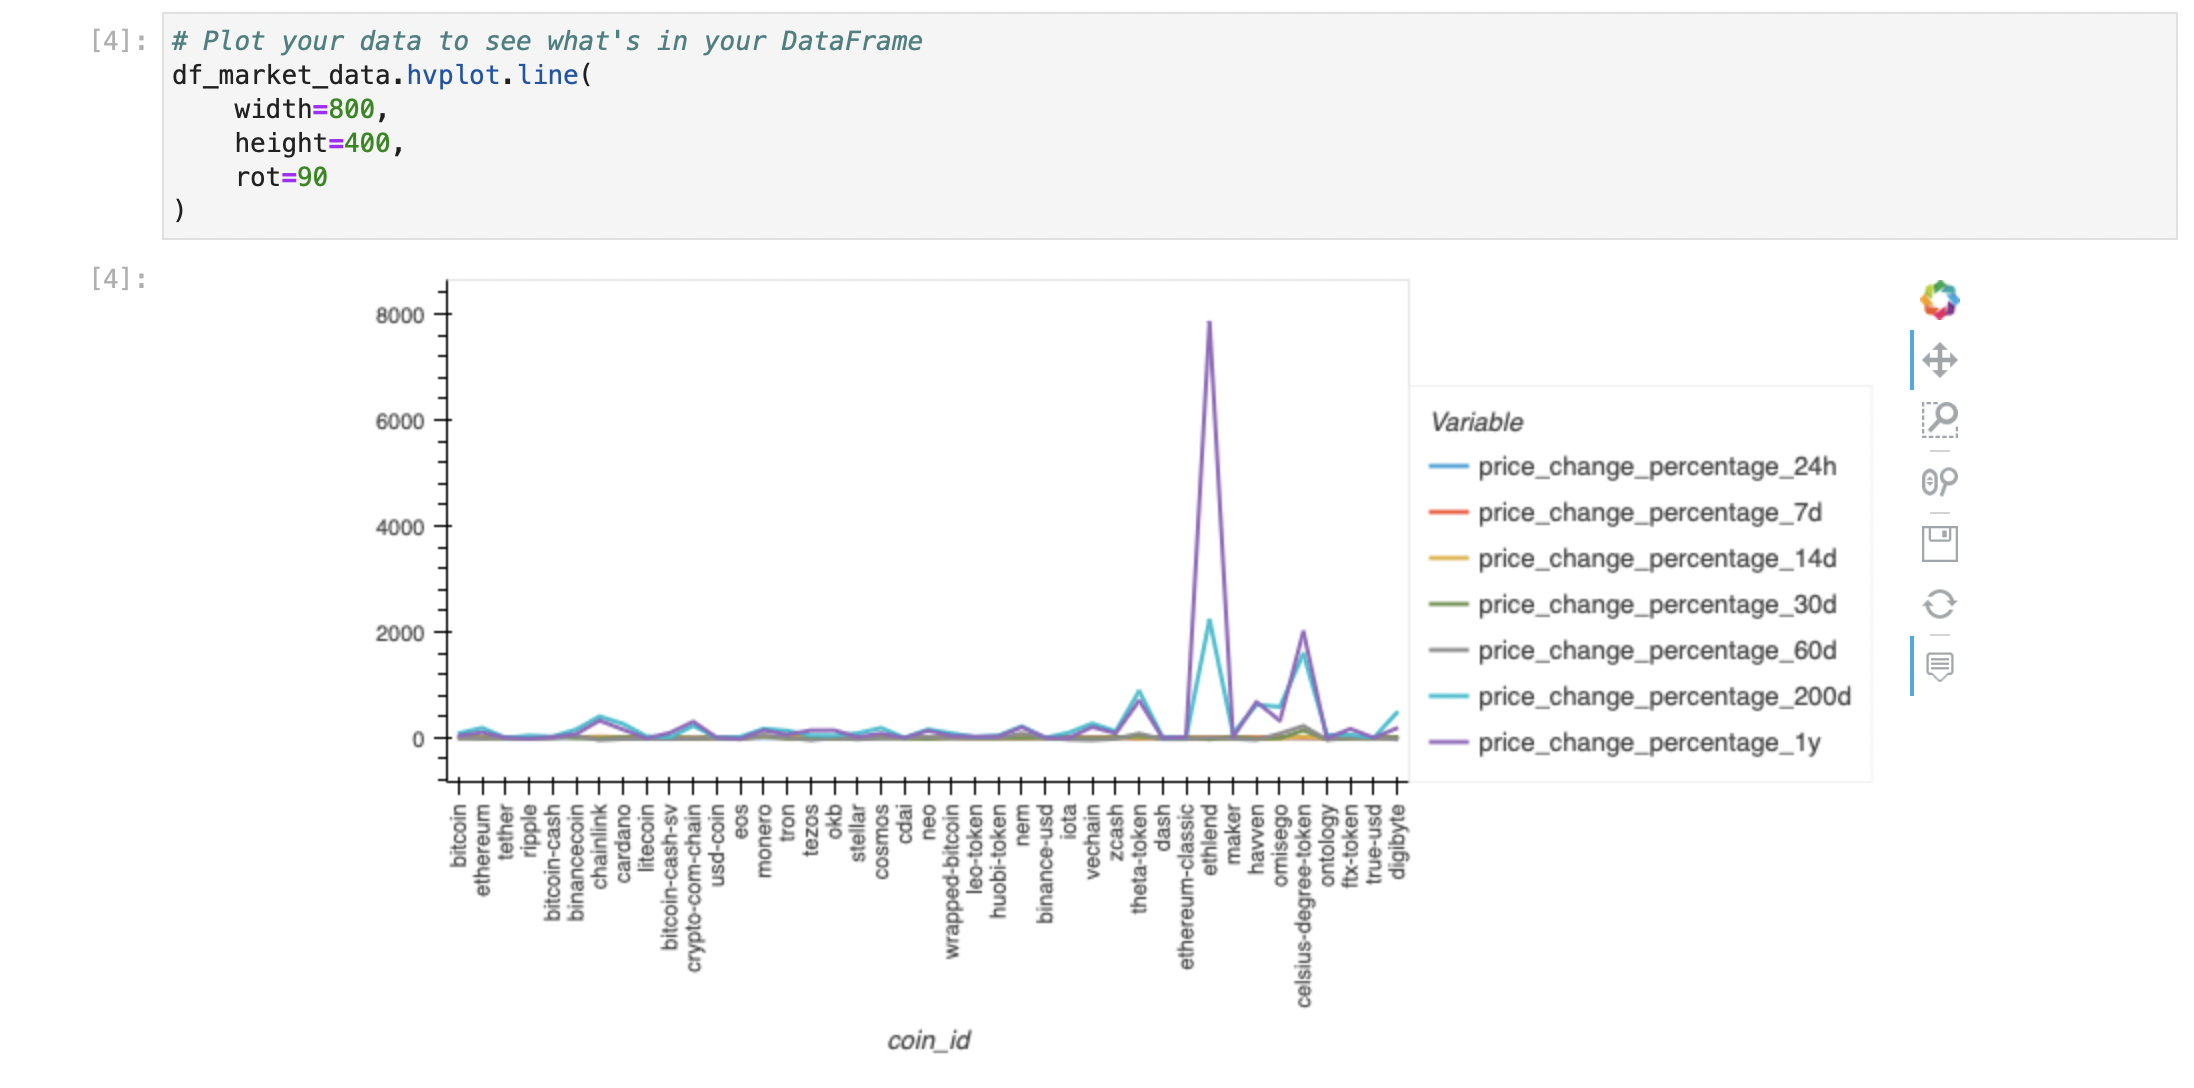 [4]:
# Plot your data to see what's in your DataFrame
df_market_data.hvplot.line(
    width=800,
    height=400,
    rot=90
)
[4]:
8000
6000
4000
2000
0
Variable
price_change_percentage_24h
price_change_percentage_7d
price_change_percentage_14d
price_change_percentage_30d
price_change_percentage_60d
price_change_percentage_200d
price_change_percentage_1y
bitcoin
ethereum
tether
ripple
bitcoin-cash
binancecoin
chainlink
cardano
litecoin
bitcoin-cash-sv
crypto-com-chain
usd-coin
eos
monero
tron
tezos
okb
stellar
cosmos
cdai
neo
wrapped-bitcoin
leo-token
huobi-token
nem
binance-usd
iota
vechain
zcash
theta-token
dash
ethereum-classic
ethlend
maker
havven
omisego
celsius-degree-token
ontology
ftx-token
true-usd
digibyte
coin_id